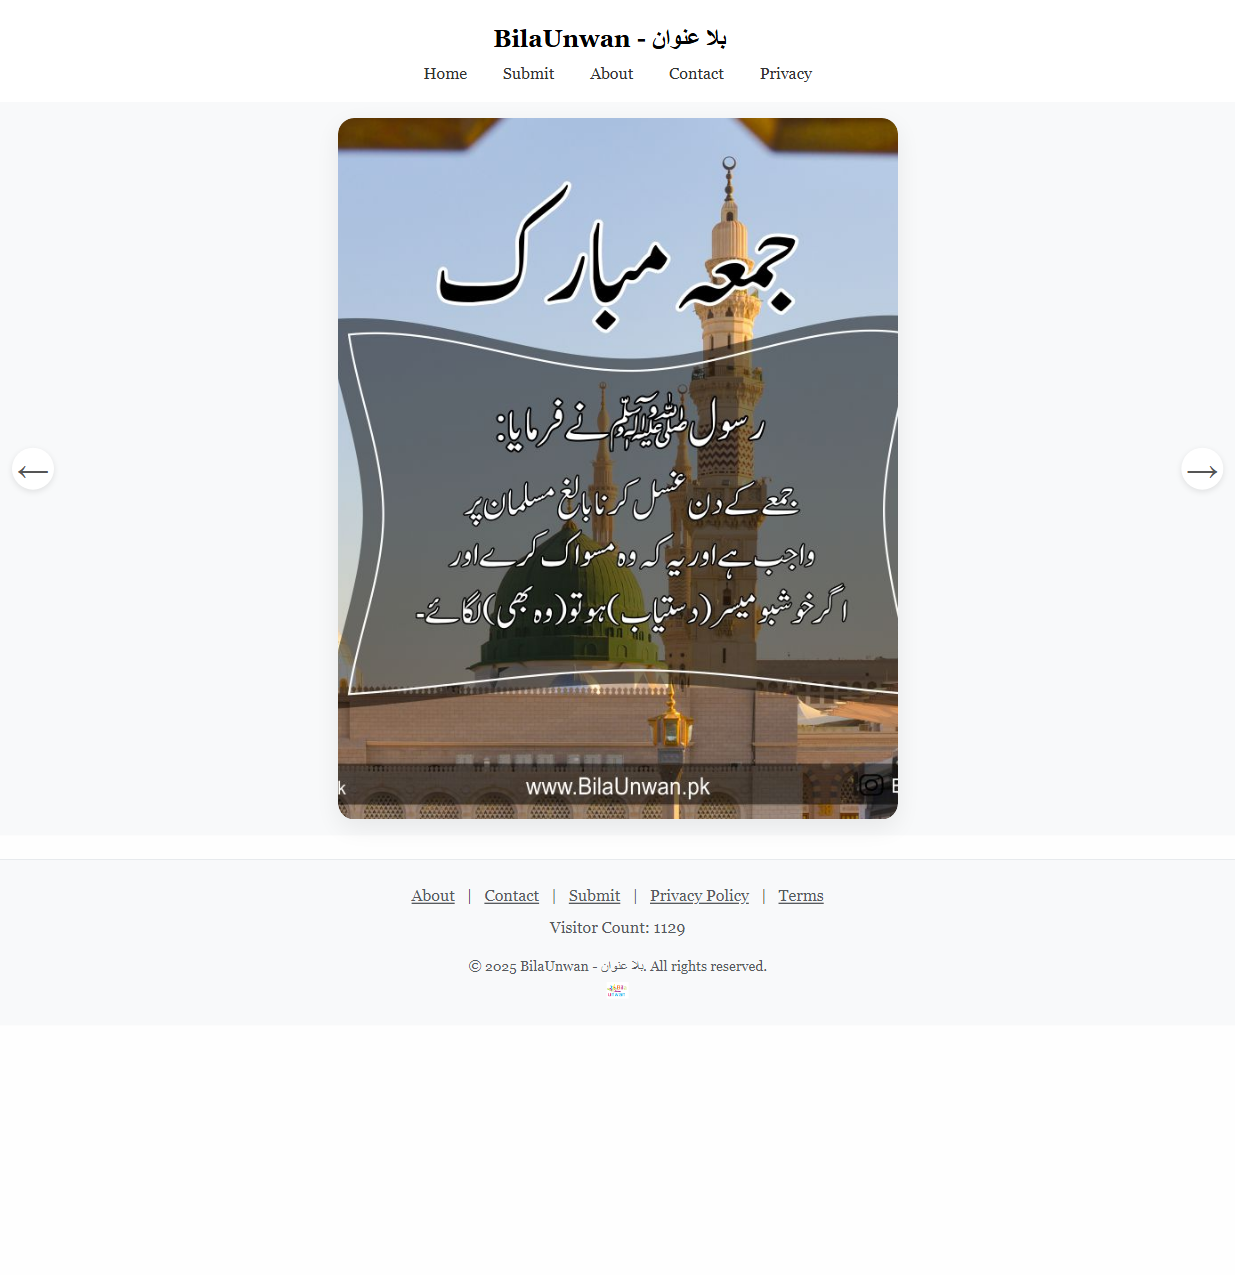 BilaUnwan - بلا عنوان
Home Submit About Contact Privacy
جمعہ مبارک
رسول ﷺ نے فرمایا:
جمعے کے دن غسل کرنا بالغ مسلمان پر
واجب ہے اور یہ کہ وہ مسواک کرے اور
اگر خوشبو میسر (دستیاب) ہو تو (وہ بھی) لگائے۔
k www.BilaUnwan.pk
About | Contact | Submit | Privacy Policy | Terms
Visitor Count: 1129
© 2025 BilaUnwan - بلا عنوان. All rights reserved.